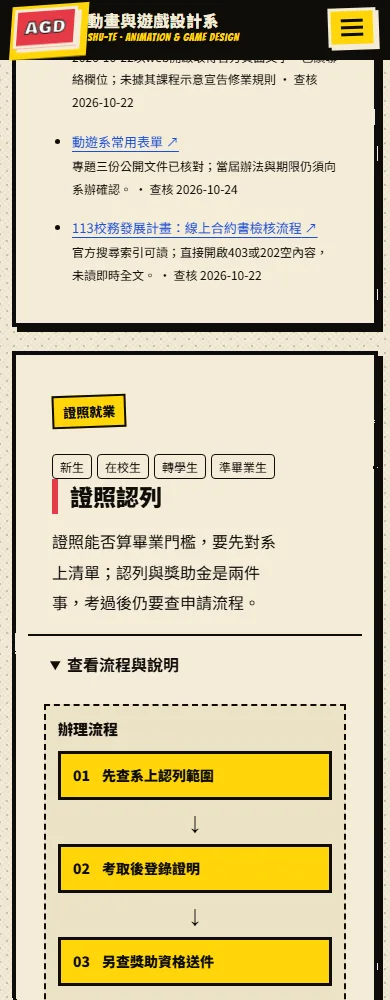 AGD
動畫與遊戲設計系
SHU-TE · ANIMATION & GAME DESIGN
絡欄位；未據其課程示意宣告修業規則 · 查核
2026-10-22
動遊系常用表單 ↗
專題三份公開文件已核對；當屆辦法與期限仍須向
系辦確認。 · 查核 2026-10-24
113校務發展計畫：線上合約書檢核流程 ↗
官方搜尋索引可讀；直接開啟403或202空內容，
未讀即時全文。 · 查核 2026-10-22
證照就業
新生 在校生 轉學生 準畢業生
證照認列
證照能否算畢業門檻，要先對系
上清單；認列與獎助金是兩件
事，考過後仍要查申請流程。
▼ 查看流程與說明
辦理流程
01 先查系上認列範圍
↓
02 考取後登錄證明
↓
03 另查獎助資格送件